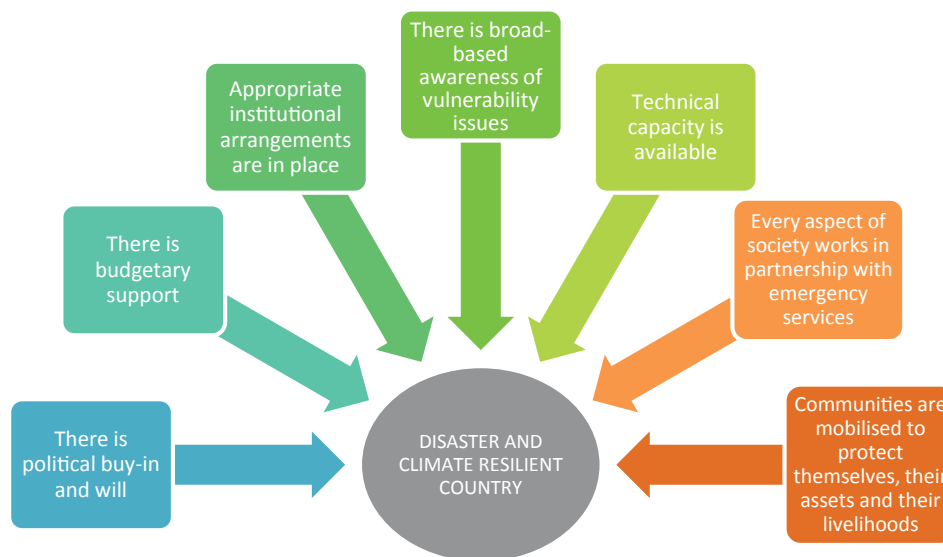 There is
political buy-in
and will
There is
budgetary
support
Appropriate
institutional
arrangements
are in place
There is broad-
based
awareness of
vulnerability
issues
Technical
capacity is
available
Every aspect of
society works in
partnership with
emergency
services
Communities are
mobilised to
protect
themselves, their
assets and their
livelihoods
DISASTER AND
CLIMATE RESILIENT
COUNTRY